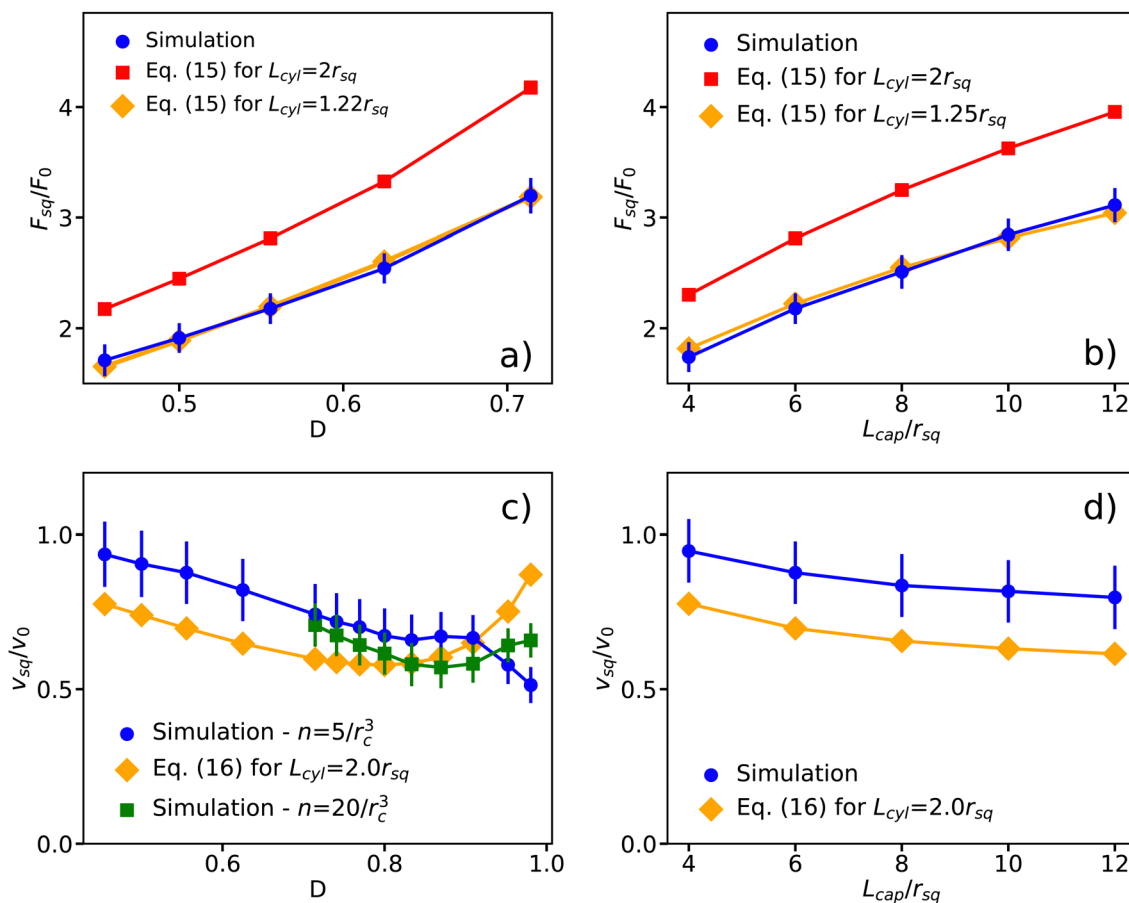 Simulation
Eq. (15) for L_cyl=2r_sq
Eq. (15) for L_cyl=1.22r_sq
4
3
2
F_sq/F_0
a)
0.5
0.6
0.7
D
Simulation
Eq. (15) for L_cyl=2r_sq
Eq. (15) for L_cyl=1.25r_sq
4
3
2
F_sq/F_0
b)
4
6
8
10
12
L_cap/r_sq
c)
1.0
0.5
0.0
v_sq/v_0
Simulation - n=5/r_c^3
Eq. (16) for L_cyl=2.0r_sq
Simulation - n=20/r_c^3
0.6
0.8
1.0
D
d)
1.0
0.5
0.0
v_sq/v_0
Simulation
Eq. (16) for L_cyl=2.0r_sq
4
6
8
10
12
L_cap/r_sq